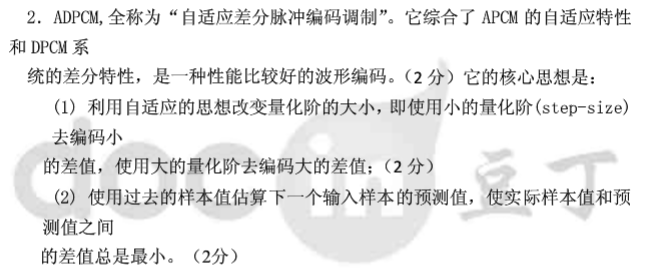 2. ADPCM,全称为“自适应差分脉冲编码调制”。它综合了 APCM 的自适应特性
和 DPCM 系
统的差分特性，是一种性能比较好的波形编码。（2 分）它的核心思想是：
(1) 利用自适应的思想改变量化阶的大小，即使用小的量化阶(step-size)
去编码小
的差值，使用大的量化阶去编码大的差值；（2 分）
(2) 使用过去的样本值估算下一个输入样本的预测值，使实际样本值和预
测值之间
的差值总是最小。（2分）
docin
豆丁